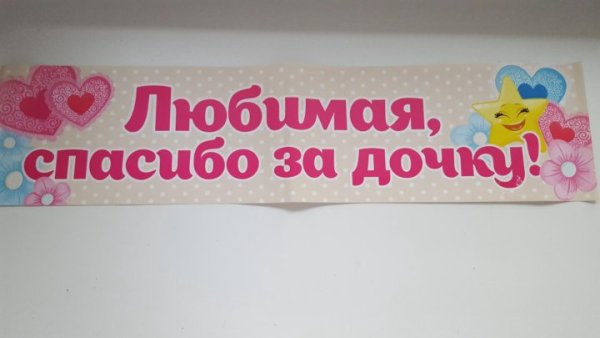 Любимая,
спасибо за дочку!